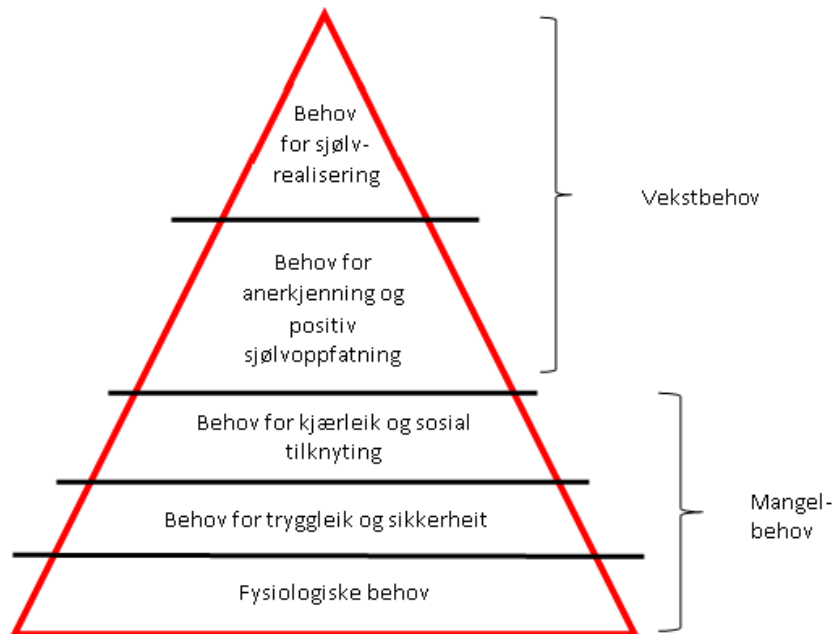 Behov
for sjølv-
realisering
Vekstbehov
Behov for
anerkjenning og
positiv
sjølvoppfatning
Behov for kjærleik og sosial
tilknyting
Behov for tryggleik og sikkerheit
Mangel-
behov
Fysiologiske behov